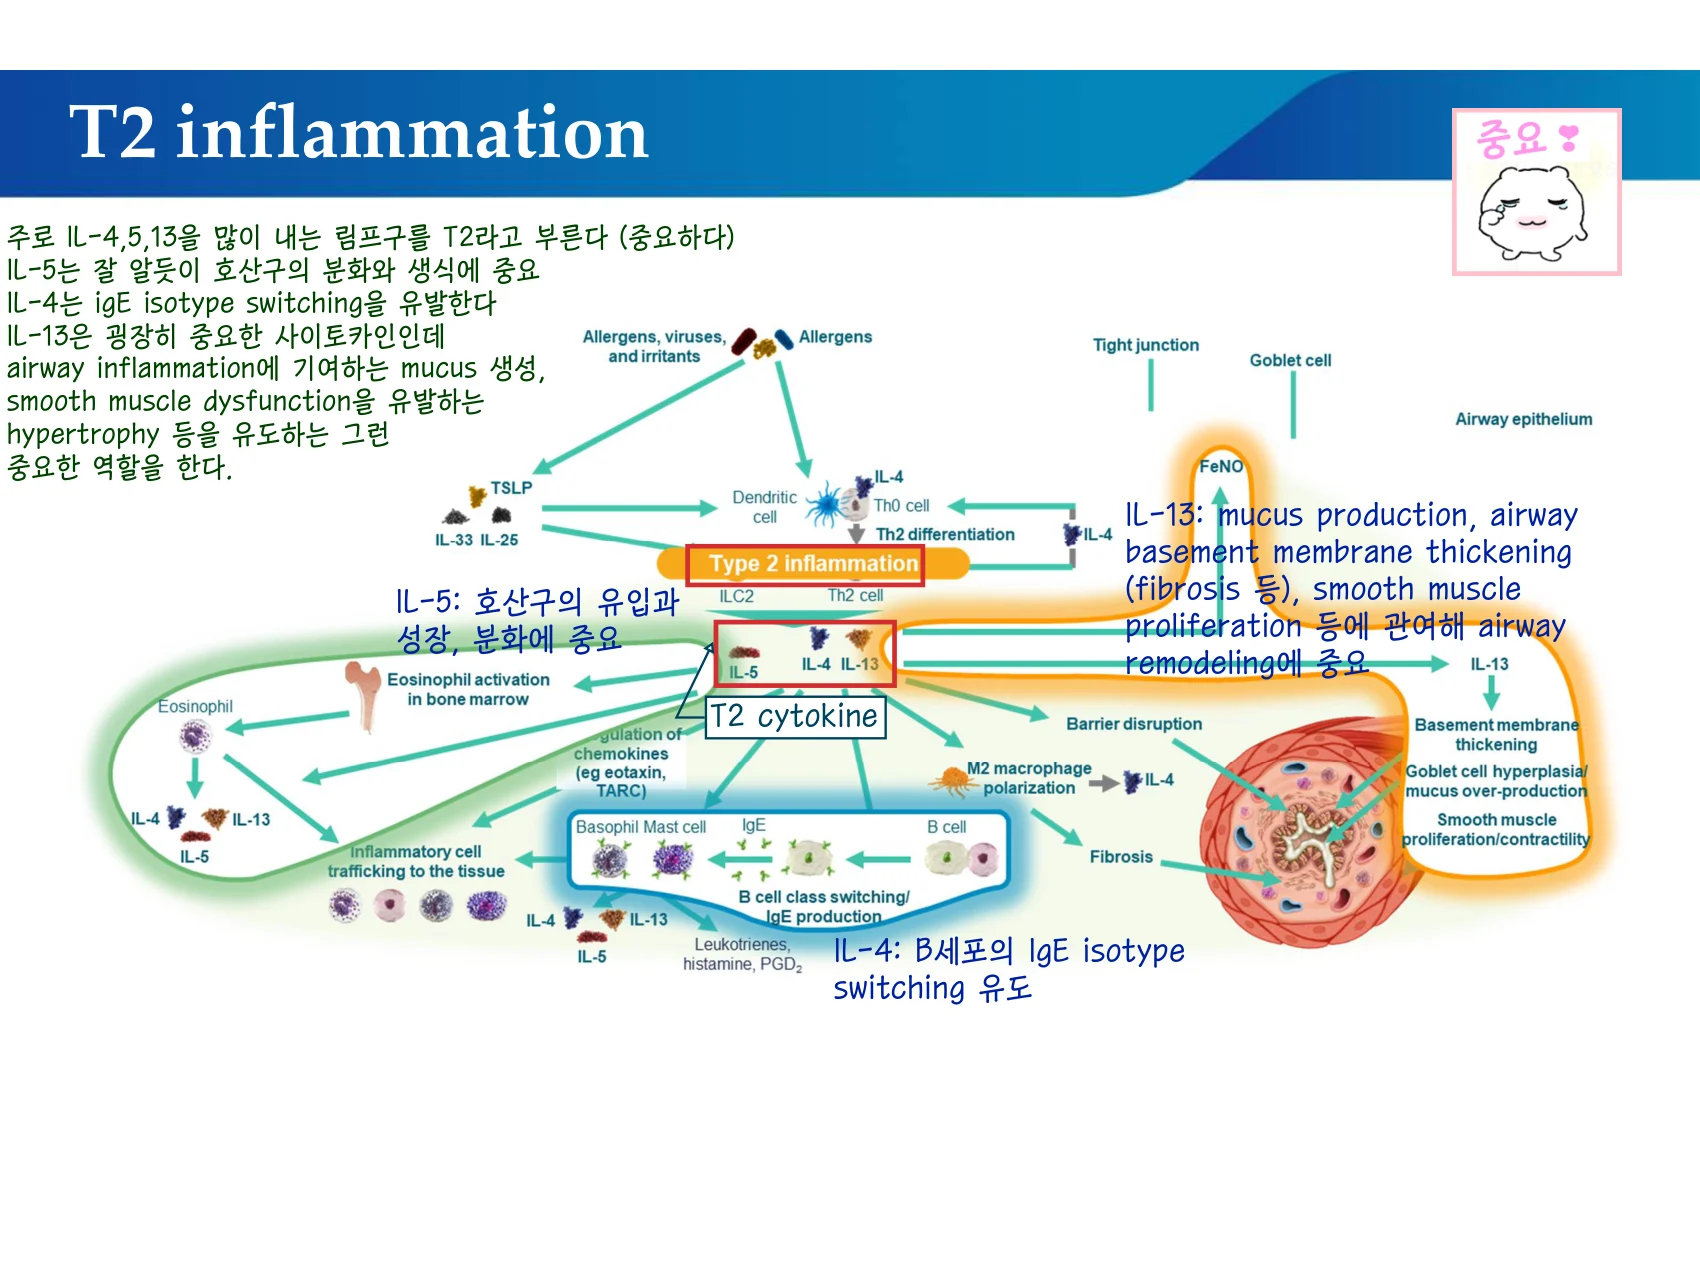 T2 inflammation
중요
주로 IL-4,5,13을 많이 내는 림프구를 T2라고 부른다 (중요하다)
IL-5는 잘 알듯이 호산구의 분화와 생식에 중요
IL-4는 igE isotype switching을 유발한다
IL-13은 굉장히 중요한 사이토카인인데
airway inflammation에 기여하는 mucus 생성,
smooth muscle dysfunction을 유발하는
hypertrophy 등을 유도하는 그런
중요한 역할을 한다.
Allergens, viruses,
and irritants
Allergens
Tight junction
Goblet cell
Airway epithelium
FeNO
TSLP
IL-33 IL-25
Dendritic
cell
IL-4
Th0 cell
Th2 differentiation
IL-4
Type 2 inflammation
ILC2
Th2 cell
IL-5: 호산구의 유입과
성장, 분화에 중요
IL-13: mucus production, airway
basement membrane thickening
(fibrosis 등), smooth muscle
proliferation 등에 관여해 airway
remodeling에 중요
IL-5
IL-4 IL-13
T2 cytokine
Eosinophil activation
in bone marrow
Eosinophil
IL-4
IL-13
IL-5
gulation of
chemokines
(eg eotaxin,
TARC)
Inflammatory cell
trafficking to the tissue
Basophil Mast cell
IgE
B cell
B cell class switching/
IgE production
IL-4
IL-13
IL-5
Leukotrienes,
histamine, PGD₂
IL-4: B세포의 IgE isotype
switching 유도
Barrier disruption
M2 macrophage
polarization
IL-4
Fibrosis
IL-13
Basement membrane
thickening
Goblet cell hyperplasia/
mucus over-production
Smooth muscle
proliferation/contractility